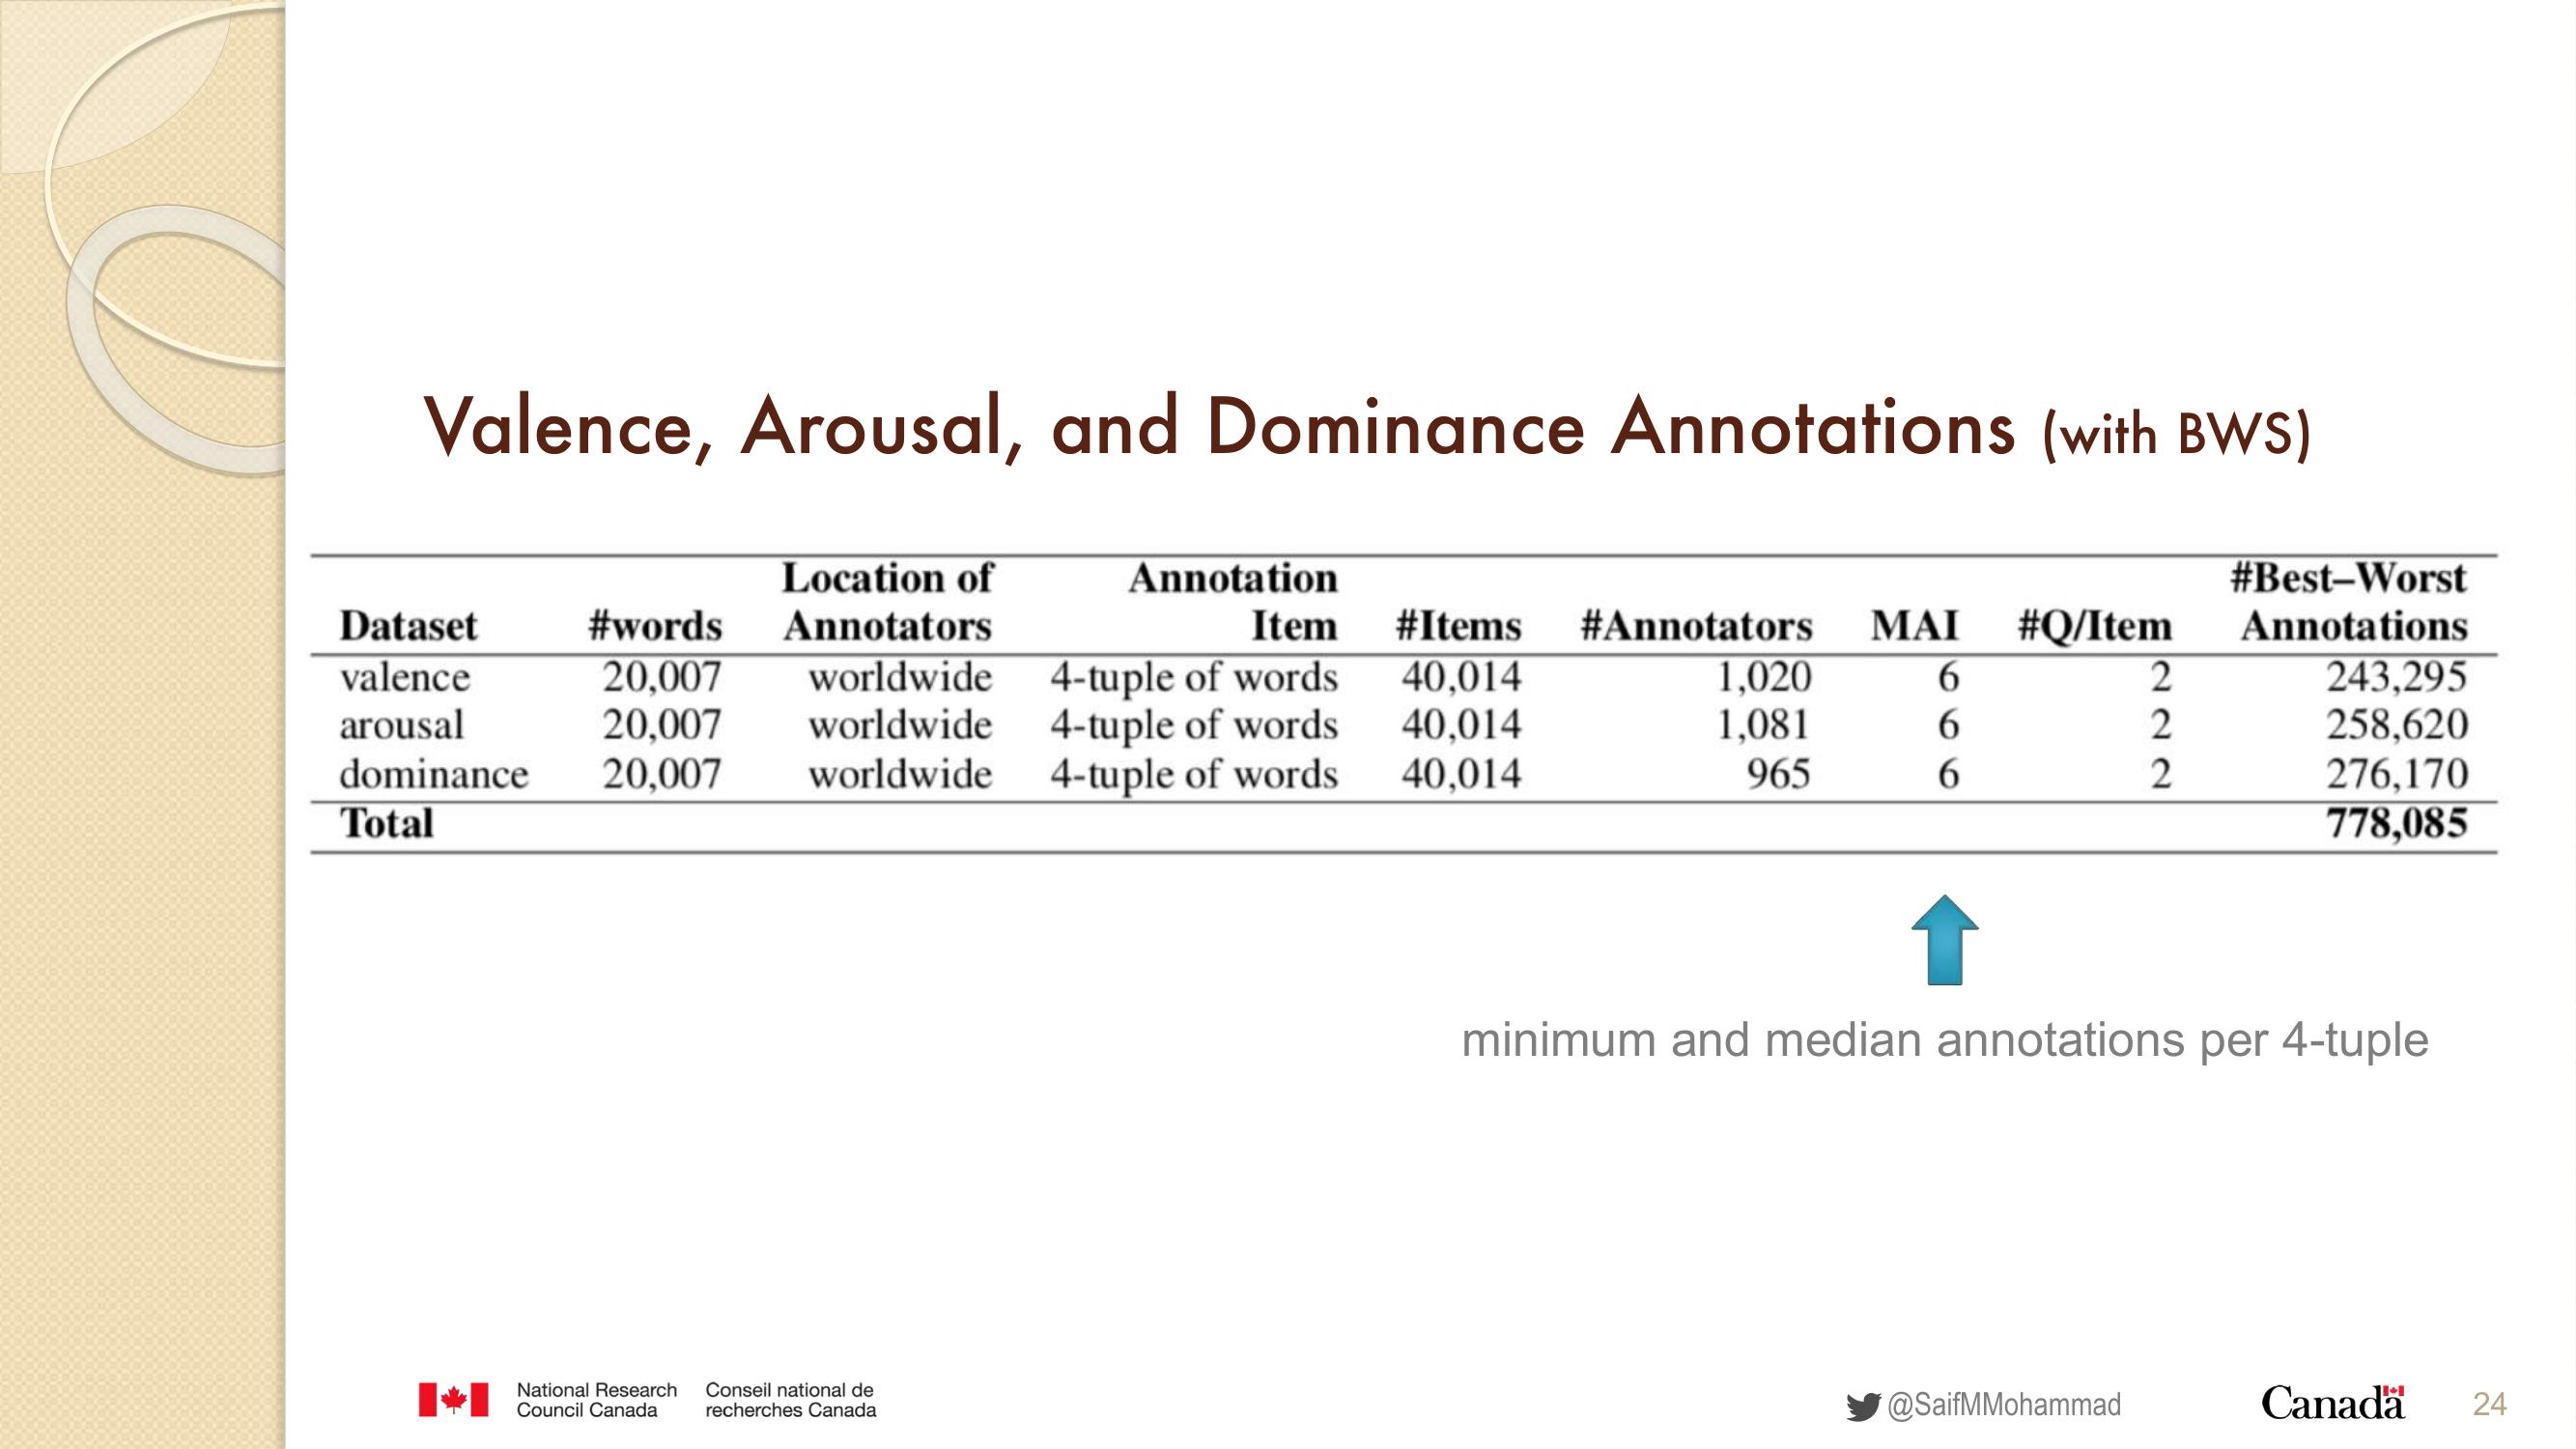 Valence, Arousal, and Dominance Annotations (with BWS)
Dataset #words Location of Annotators Annotation Item #Items #Annotators MAI #Q/Item #Best–Worst Annotations
valence 20,007 worldwide 4-tuple of words 40,014 1,020 6 2 243,295
arousal 20,007 worldwide 4-tuple of words 40,014 1,081 6 2 258,620
dominance 20,007 worldwide 4-tuple of words 40,014 965 6 2 276,170
Total 778,085
minimum and median annotations per 4-tuple
National Research Council Canada
Conseil national de recherches Canada
@SaifMMohammad
Canada
24